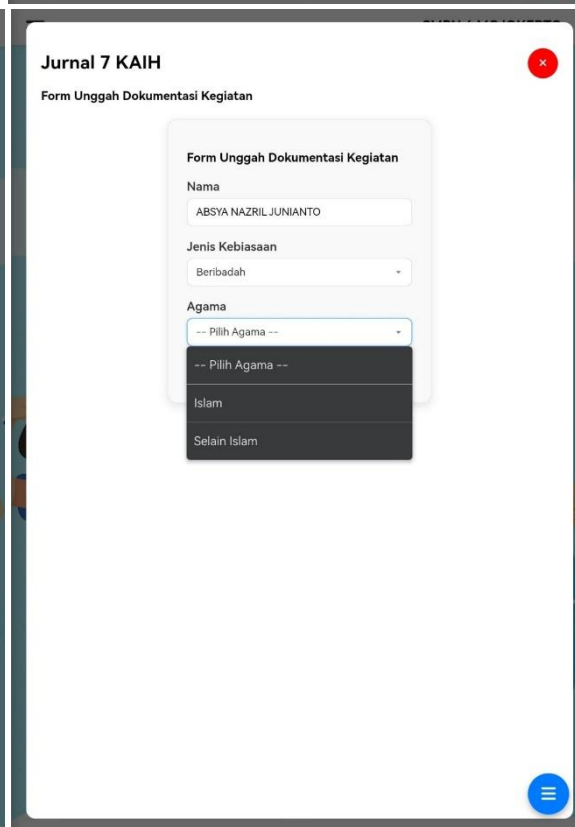 Jurnal 7 KAIH
×
Form Unggah Dokumentasi Kegiatan
Form Unggah Dokumentasi Kegiatan
Nama
ABSYA NAZRIL JUNIANTO
Jenis Kebiasaan
Beribadah
Agama
-- Pilih Agama --
-- Pilih Agama --
Islam
Selain Islam